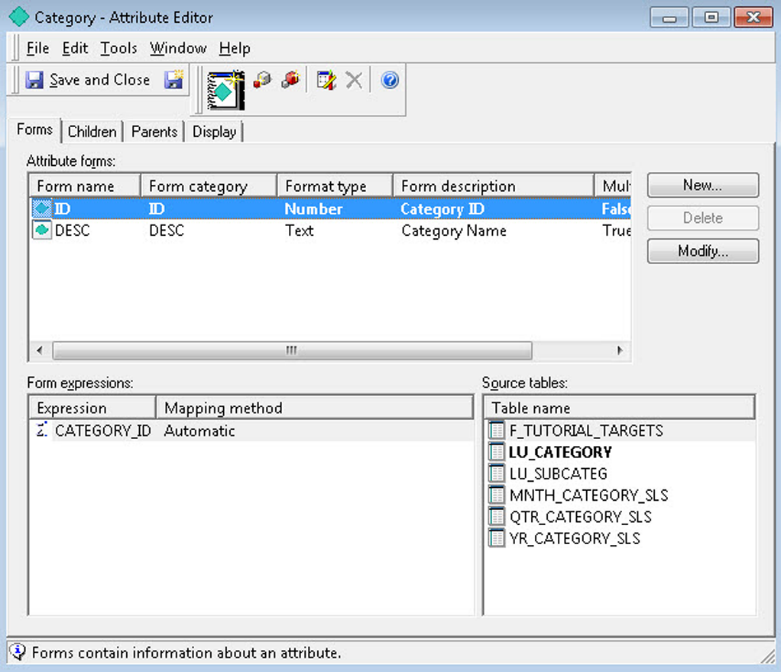 Category - Attribute Editor
File Edit Tools Window Help
Save and Close
Forms Children Parents Display
Attribute forms:
Form name Form category Format type Form description Mul
ID ID Number Category ID False
DESC DESC Text Category Name True
New...
Delete
Modify...
Form expressions:
Expression Mapping method
CATEGORY_ID Automatic
Source tables:
Table name
F_TUTORIAL_TARGETS
LU_CATEGORY
LU_SUBCATEG
MNTH_CATEGORY_SLS
QTR_CATEGORY_SLS
YR_CATEGORY_SLS
Forms contain information about an attribute.